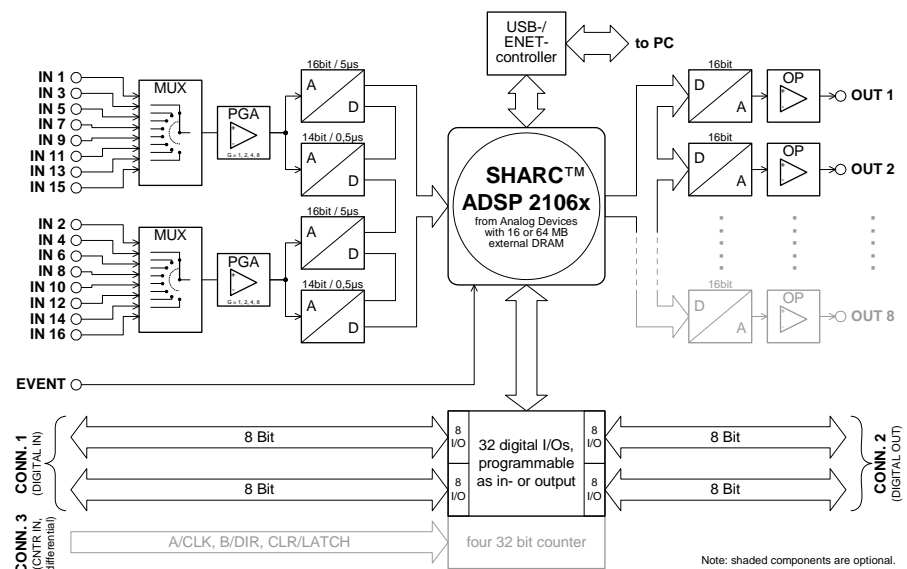 USB-/
ENET-
controller
to PC
IN 1
IN 3
IN 5
IN 7
IN 9
IN 11
IN 13
IN 15
MUX
PGA
G = 1, 2, 4, 8
16bit / 5µs
A
D
14bit / 0,5µs
A
D
IN 2
IN 4
IN 6
IN 8
IN 10
IN 12
IN 14
IN 16
MUX
PGA
G = 1, 2, 4, 8
16bit / 5µs
A
D
14bit / 0,5µs
A
D
SHARC™
ADSP 2106x
from Analog Devices
with 16 or 64 MB
external DRAM
16bit
D
A
OP
OUT 1
16bit
D
A
OP
OUT 2
16bit
D
A
OP
OUT 8
EVENT
CONN. 1
(DIGITAL IN)
8 Bit
8 Bit
8
I/O
8
I/O
32 digital I/Os,
programmable
as in- or output
8
I/O
8
I/O
8 Bit
8 Bit
CONN. 2
(DIGITAL OUT)
CONN. 3
(CNTR IN,
differential)
A/CLK, B/DIR, CLR/LATCH
four 32 bit counter
Note: shaded components are optional.